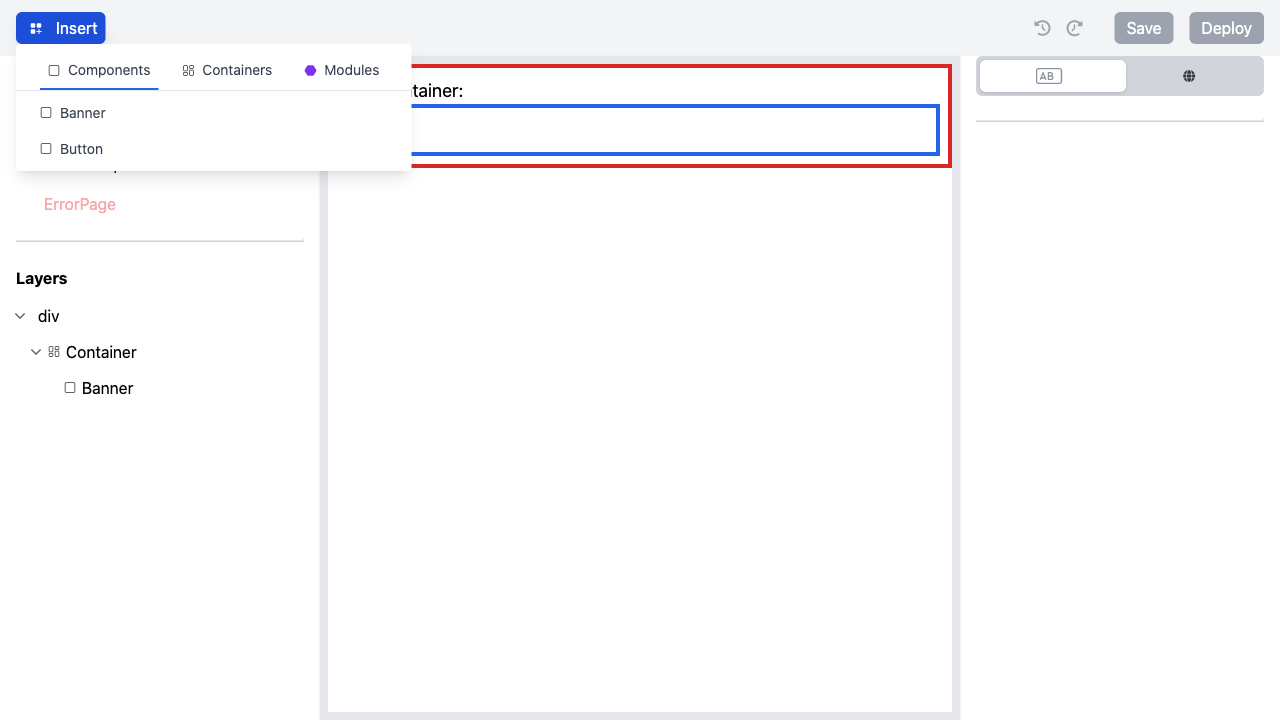 Insert
Save
Deploy
Components
Containers
Modules
Banner
Button
tainer:
AB
ErrorPage
Layers
div
Container
Banner